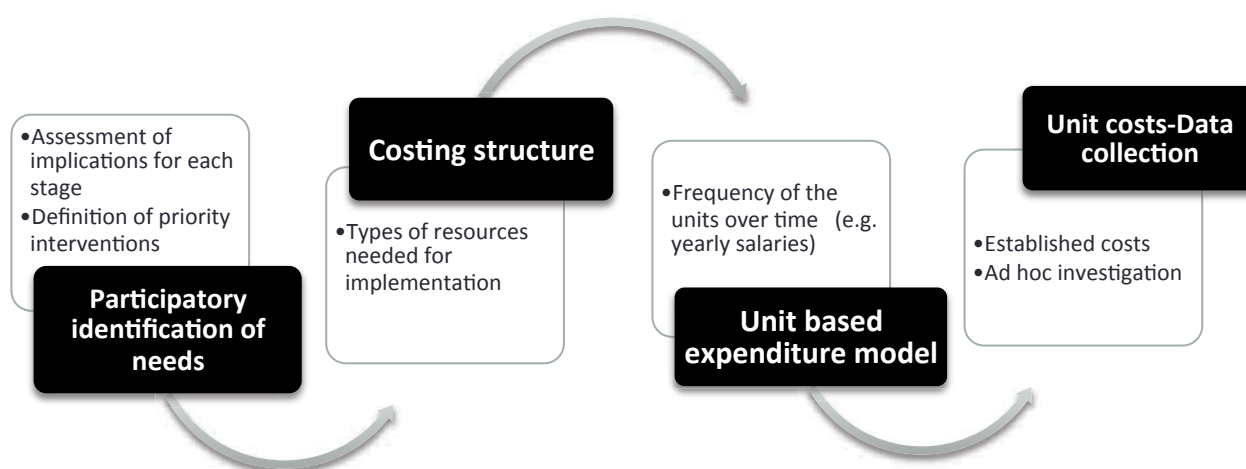 •Assessment of
implications for each
stage
•Definition of priority
interventions
Participatory
identification of
needs
Costing structure
•Types of resources
needed for
implementation
•Frequency of the
units over time (e.g.
yearly salaries)
Unit based
expenditure model
Unit costs-Data
collection
•Established costs
•Ad hoc investigation